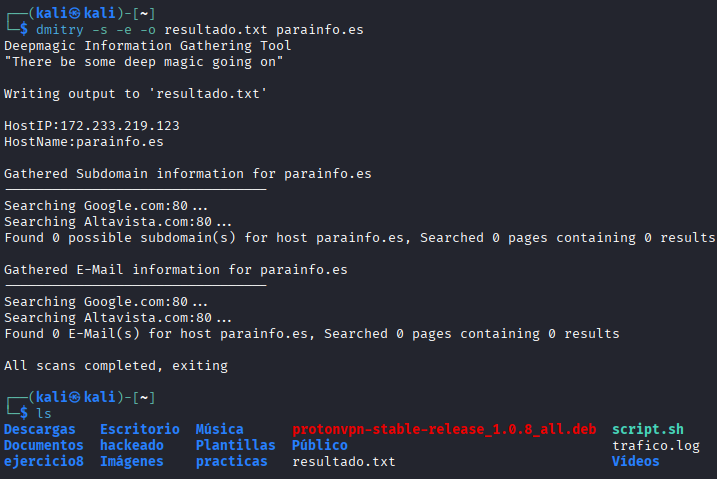 ┌──(kali㉿kali)-[~]
└─$ dmitry -s -e -o resultado.txt parainfo.es
Deepmagic Information Gathering Tool
"There be some deep magic going on"

Writing output to 'resultado.txt'

HostIP:172.233.219.123
HostName:parainfo.es

Gathered Subdomain information for parainfo.es
---------------------------------
Searching Google.com:80...
Searching Altavista.com:80...
Found 0 possible subdomain(s) for host parainfo.es, Searched 0 pages containing 0 results

Gathered E-Mail information for parainfo.es
---------------------------------
Searching Google.com:80...
Searching Altavista.com:80...
Found 0 E-Mail(s) for host parainfo.es, Searched 0 pages containing 0 results

All scans completed, exiting

┌──(kali㉿kali)-[~]
└─$ ls
Descargas   Escritorio  Música      protonvpn-stable-release_1.0.8_all.deb  script.sh
Documentos  hackeado    Plantillas  Público                                 trafico.log
ejercicio8  Imágenes    practicas   resultado.txt                           Vídeos